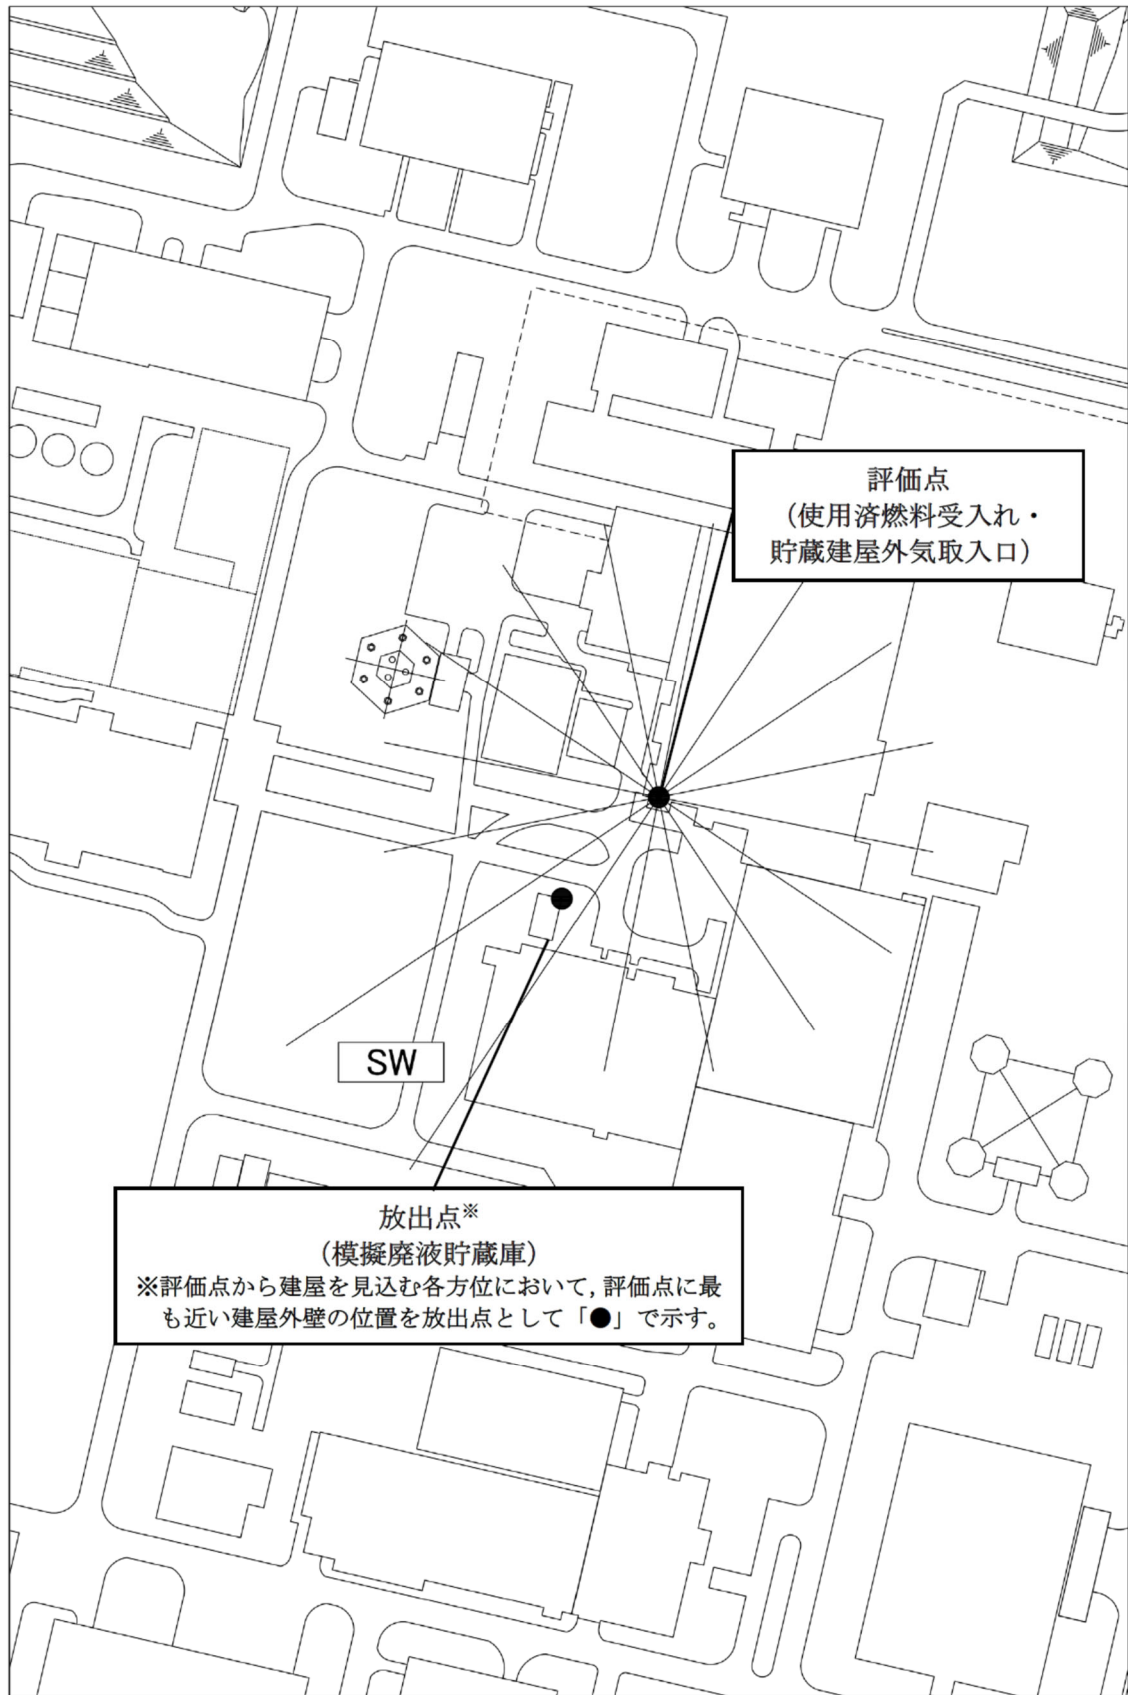 評価点
（使用済燃料受入れ・
貯蔵建屋外気取入口）
SW
放出点※
（模擬廃液貯蔵庫）
※評価点から建屋を見込む各方位において，評価点に最
も近い建屋外壁の位置を放出点として「●」で示す。